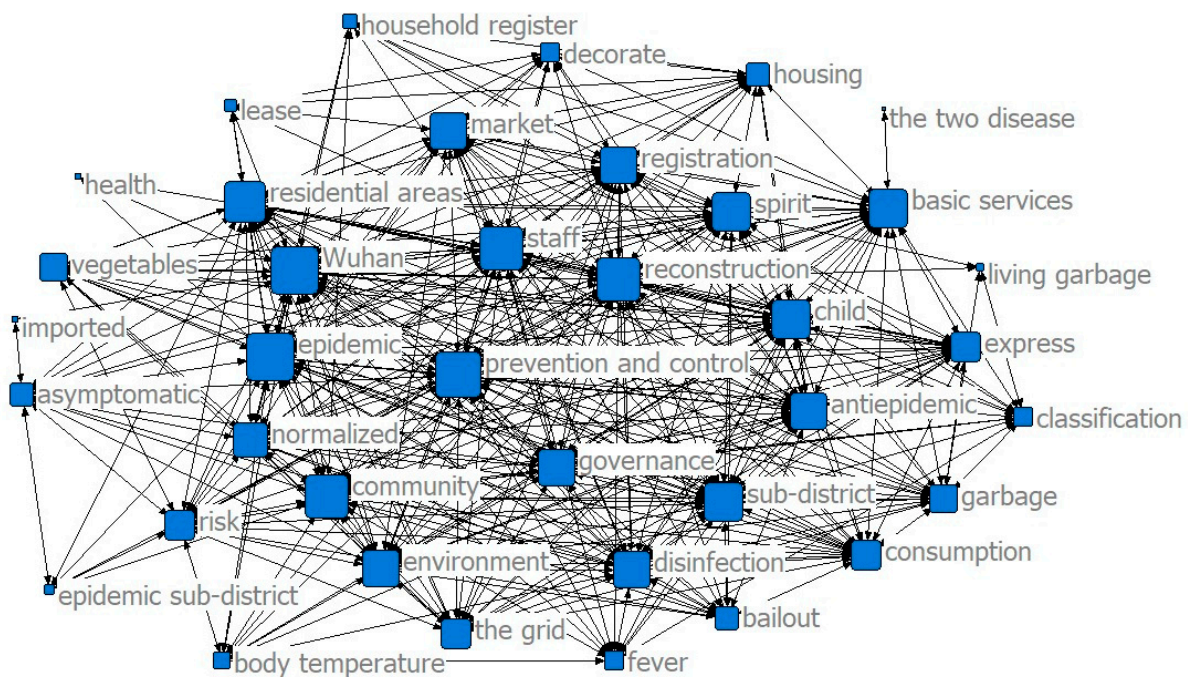 household register
decorate
housing
lease
market
the two disease
registration
health
residential areas
spirit
basic services
staff
vegetables
Wuhan
reconstruction
living garbage
child
imported
epidemic
prevention and control
express
asymptomatic
antiepidemic
classification
normalized
governance
community
sub-district
garbage
risk
environment
disinfection
consumption
epidemic sub-district
bailout
the grid
body temperature
fever